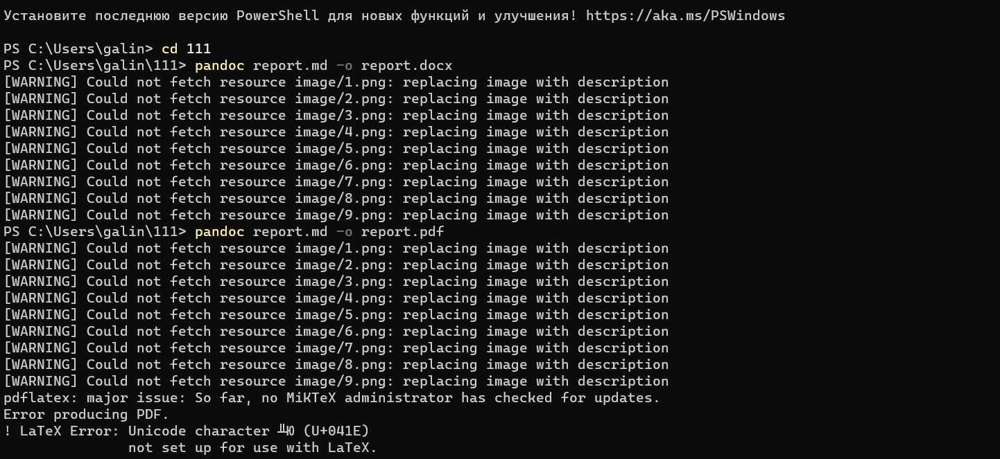 Установите последнюю версию PowerShell для новых функций и улучшения! https://aka.ms/PSWindows
PS C:\Users\galin> cd 111
PS C:\Users\galin\111> pandoc report.md -o report.docx
[WARNING] Could not fetch resource image/1.png: replacing image with description
[WARNING] Could not fetch resource image/2.png: replacing image with description
[WARNING] Could not fetch resource image/3.png: replacing image with description
[WARNING] Could not fetch resource image/4.png: replacing image with description
[WARNING] Could not fetch resource image/5.png: replacing image with description
[WARNING] Could not fetch resource image/6.png: replacing image with description
[WARNING] Could not fetch resource image/7.png: replacing image with description
[WARNING] Could not fetch resource image/8.png: replacing image with description
[WARNING] Could not fetch resource image/9.png: replacing image with description
PS C:\Users\galin\111> pandoc report.md -o report.pdf
[WARNING] Could not fetch resource image/1.png: replacing image with description
[WARNING] Could not fetch resource image/2.png: replacing image with description
[WARNING] Could not fetch resource image/3.png: replacing image with description
[WARNING] Could not fetch resource image/4.png: replacing image with description
[WARNING] Could not fetch resource image/5.png: replacing image with description
[WARNING] Could not fetch resource image/6.png: replacing image with description
[WARNING] Could not fetch resource image/7.png: replacing image with description
[WARNING] Could not fetch resource image/8.png: replacing image with description
[WARNING] Could not fetch resource image/9.png: replacing image with description
pdflatex: major issue: So far, no MiKTeX administrator has checked for updates.
Error producing PDF.
! LaTeX Error: Unicode character ╨Ю (U+041E)
not set up for use with LaTeX.